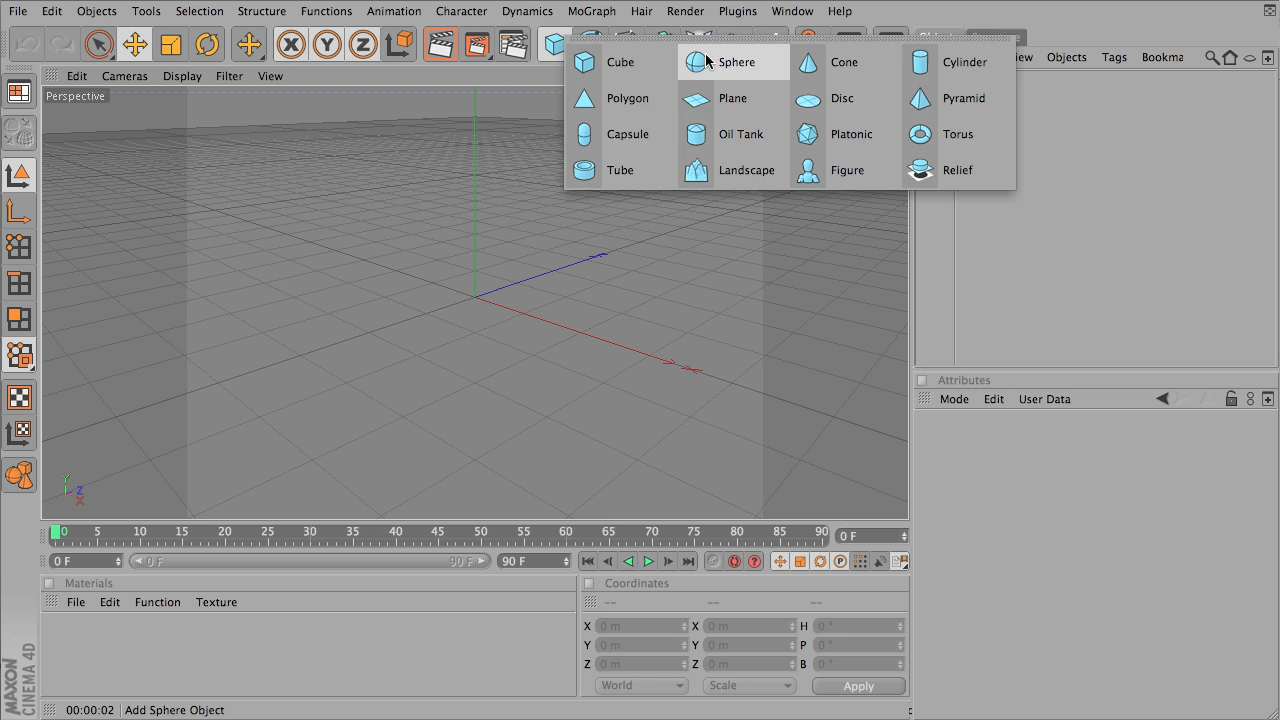 File Edit Objects Tools Selection Structure Functions Animation Character Dynamics MoGraph Hair Render Plugins Window Help
X Y Z
Edit Cameras Display Filter View
Objects Tags Bookma
Perspective
Cube Sphere Cone Cylinder
Polygon Plane Disc Pyramid
Capsule Oil Tank Platonic Torus
Tube Landscape Figure Relief
Attributes
Mode Edit User Data
Y
Z
X
0 5 10 15 20 25 30 35 40 45 50 55 60 65 70 75 80 85 90
0 F
0 F 0 F 90 F 90 F
Materials
File Edit Function Texture
Coordinates
-- -- --
X 0 m X 0 m H 0 °
Y 0 m Y 0 m P 0 °
Z 0 m Z 0 m B 0 °
World Scale Apply
MAXON
CINEMA 4D
00:00:02 Add Sphere Object